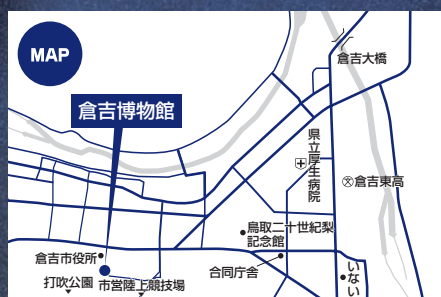 MAP
倉吉大橋
倉吉博物館
県立厚生病院
文倉吉東高
鳥取二十世紀梨
記念館
倉吉市役所
合同庁舎
打吹公園
市営陸上競技場
いない